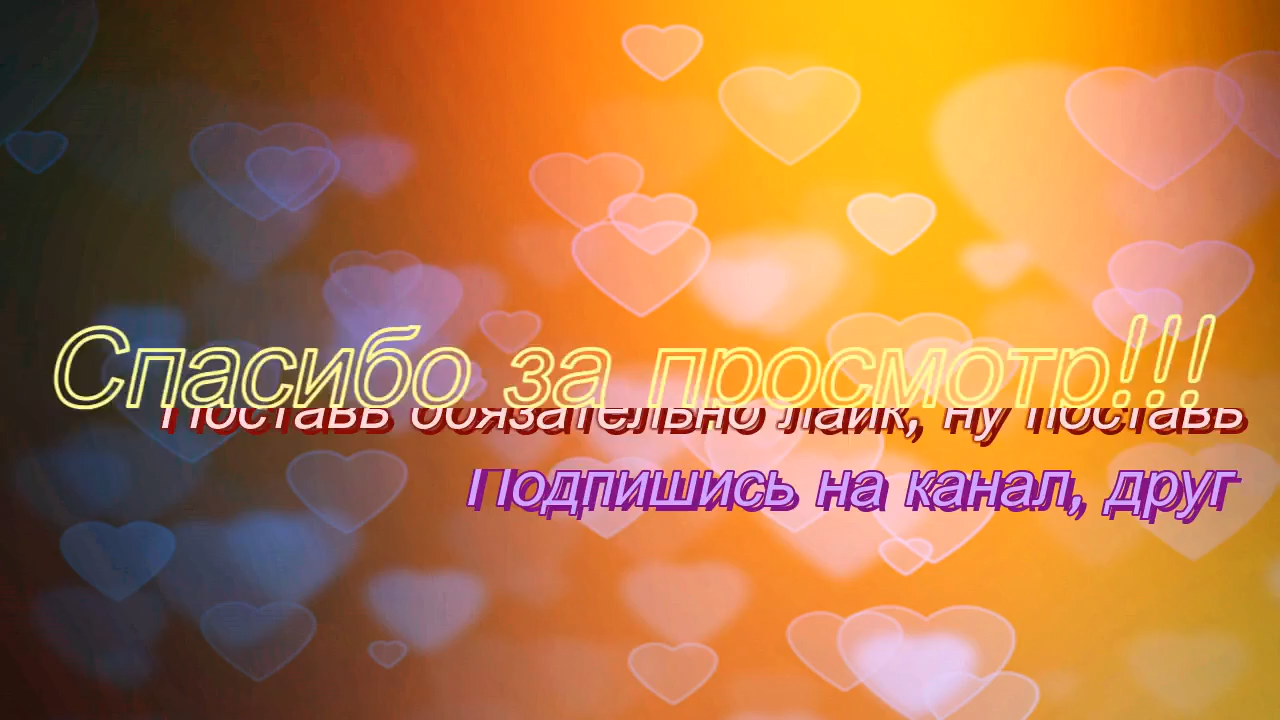 Спасибо за просмотр!!!
Поставь обязательно лайк, ну поставь
Подпишись на канал, друг